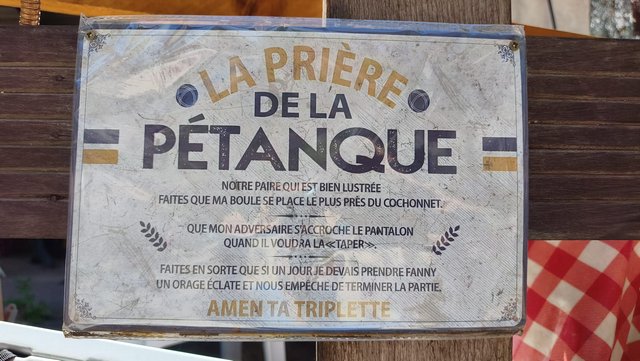 LA PRIÈRE
DE LA
PÉTANQUE
NOTRE PAIRE QUI EST BIEN LUSTRÉE
FAITES QUE MA BOULE SE PLACE LE PLUS PRÈS DU COCHONNET.
QUE MON ADVERSAIRE S'ACCROCHE LE PANTALON
QUAND IL VOUDRA LA «TAPER».
FAITES EN SORTE QUE SI UN JOUR JE DEVAIS PRENDRE FANNY
UN ORAGE ÉCLATE ET NOUS EMPÊCHE DE TERMINER LA PARTIE.
AMEN TA TRIPLETTE